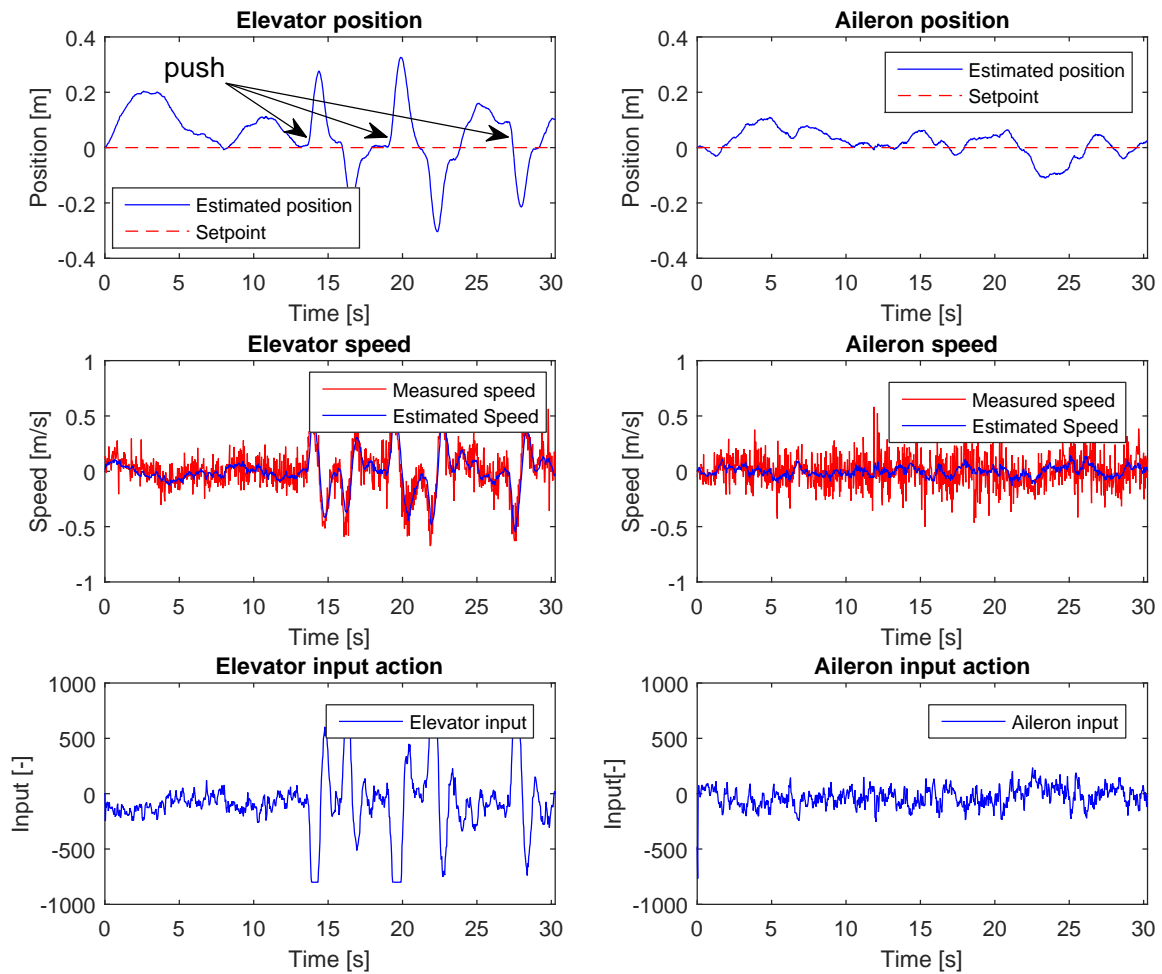 Elevator position
0.4
0.2
0
-0.2
-0.4
Position [m]
push
Estimated position
Setpoint
0 5 10 15 20 25 30
Time [s]
Aileron position
0.4
0.2
0
-0.2
-0.4
Position [m]
Estimated position
Setpoint
0 5 10 15 20 25 30
Time [s]
Elevator speed
1
0.5
0
-0.5
-1
Speed [m/s]
Measured speed
Estimated Speed
0 5 10 15 20 25 30
Time [s]
Aileron speed
1
0.5
0
-0.5
-1
Speed [m/s]
Measured speed
Estimated Speed
0 5 10 15 20 25 30
Time [s]
Elevator input action
1000
500
0
-500
-1000
Input [-]
Elevator input
0 5 10 15 20 25 30
Time [s]
Aileron input action
1000
500
0
-500
-1000
Input[-]
Aileron input
0 5 10 15 20 25 30
Time [s]